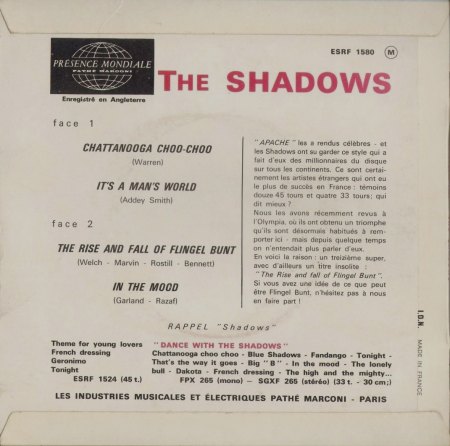 ESRF 1580 M
PRÉSENCE MONDIALE
PATHÉ MARCONI
Enregistré en Angleterre
THE SHADOWS
face 1
CHATTANOOGA CHOO-CHOO
(Warren)
IT'S A MAN'S WORLD
(Addey Smith)
face 2
THE RISE AND FALL OF FLINGEL BUNT
(Welch - Marvin - Rostill - Bennett)
IN THE MOOD
(Garland - Razaf)
"APACHE" les a rendus célèbres - et
les Shadows ont su garder ce style qui a
fait d'eux des millionnaires du disque
sur tous les continents. Ce sont certai-
nement les artistes étrangers qui ont eu
le plus de succès en France : témoins
douze 45 tours et quatre 33 tours; qui
dit mieux ?
Nous les avons récemment revus à
l'Olympia, où ils ont obtenu un triomphe
qu'ils sont désormais habitués à rem-
porter ici - mais depuis quelque temps
on n'entendait plus parler d'eux.
En voici la raison : un treizième super,
avec d'ailleurs un titre insolite :
"The Rise and fall of Flingel Bunt".
Si vous avez une idée de ce que peut
être Flingel Bunt, n'hésitez pas à nous
en faire part !
RAPPEL "Shadows"
Theme for young lovers
French dressing
Geronimo
Tonight
ESRF 1524 (45 t.)
"DANCE WITH THE SHADOWS"
Chattanooga choo choo - Blue Shadows - Fandango - Tonight -
That's the way it goes - Big "B" - In the mood - The lonely
bull - Dakota - French dressing - The high and the mighty...
FPX 265 (mono) - SGXF 265 (stéréo) (33 t. - 30 cm;)
LES INDUSTRIES MUSICALES ET ÉLECTRIQUES PATHÉ MARCONI - PARIS
I.D.N. MADE IN FRANCE